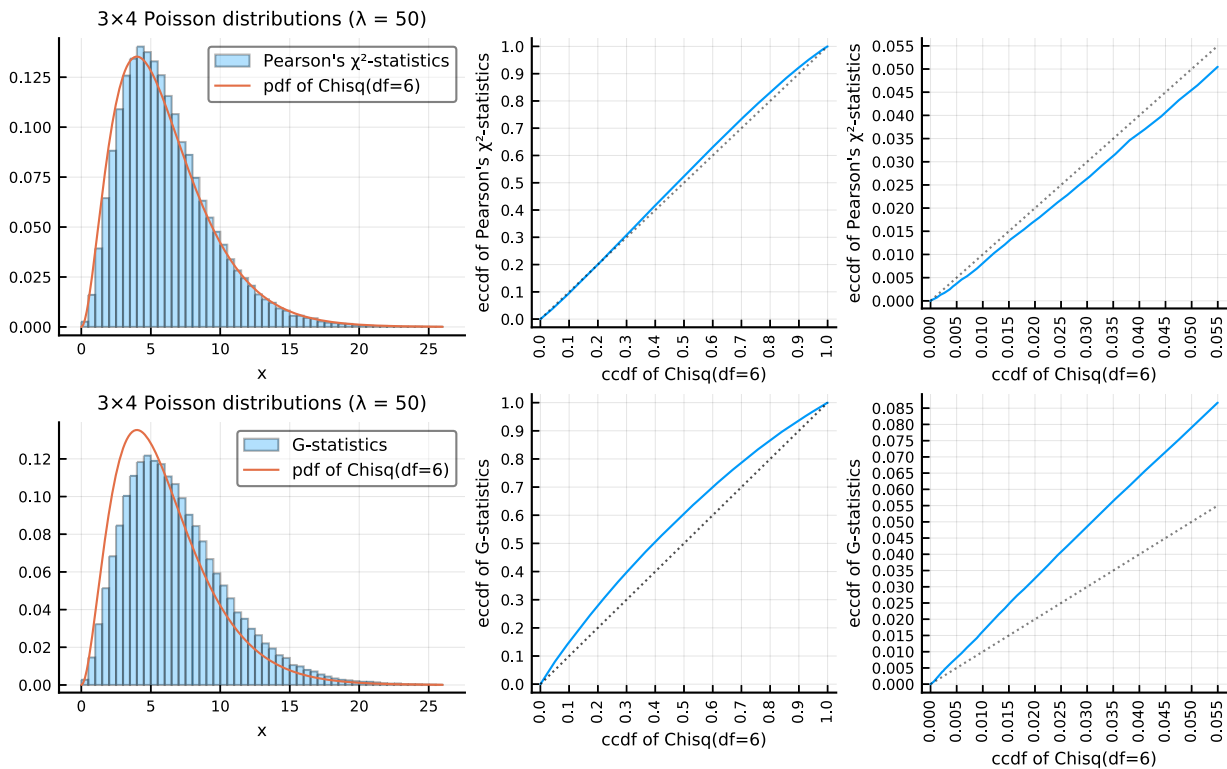 3×4 Poisson distributions (λ = 50)
Pearson's χ²-statistics
pdf of Chisq(df=6)
0.125
0.100
0.075
0.050
0.025
0.000
0 5 10 15 20 25
x
eccdf of Pearson's χ²-statistics
1.0
0.9
0.8
0.7
0.6
0.5
0.4
0.3
0.2
0.1
0.0
0.0 0.1 0.2 0.3 0.4 0.5 0.6 0.7 0.8 0.9 1.0
ccdf of Chisq(df=6)
eccdf of Pearson's χ²-statistics
0.055
0.050
0.045
0.040
0.035
0.030
0.025
0.020
0.015
0.010
0.005
0.000
0.000 0.005 0.010 0.015 0.020 0.025 0.030 0.035 0.040 0.045 0.050 0.055
ccdf of Chisq(df=6)
3×4 Poisson distributions (λ = 50)
G-statistics
pdf of Chisq(df=6)
0.12
0.10
0.08
0.06
0.04
0.02
0.00
0 5 10 15 20 25
x
eccdf of G-statistics
1.0
0.9
0.8
0.7
0.6
0.5
0.4
0.3
0.2
0.1
0.0
0.0 0.1 0.2 0.3 0.4 0.5 0.6 0.7 0.8 0.9 1.0
ccdf of Chisq(df=6)
eccdf of G-statistics
0.085
0.080
0.075
0.070
0.065
0.060
0.055
0.050
0.045
0.040
0.035
0.030
0.025
0.020
0.015
0.010
0.005
0.000
0.000 0.005 0.010 0.015 0.020 0.025 0.030 0.035 0.040 0.045 0.050 0.055
ccdf of Chisq(df=6)